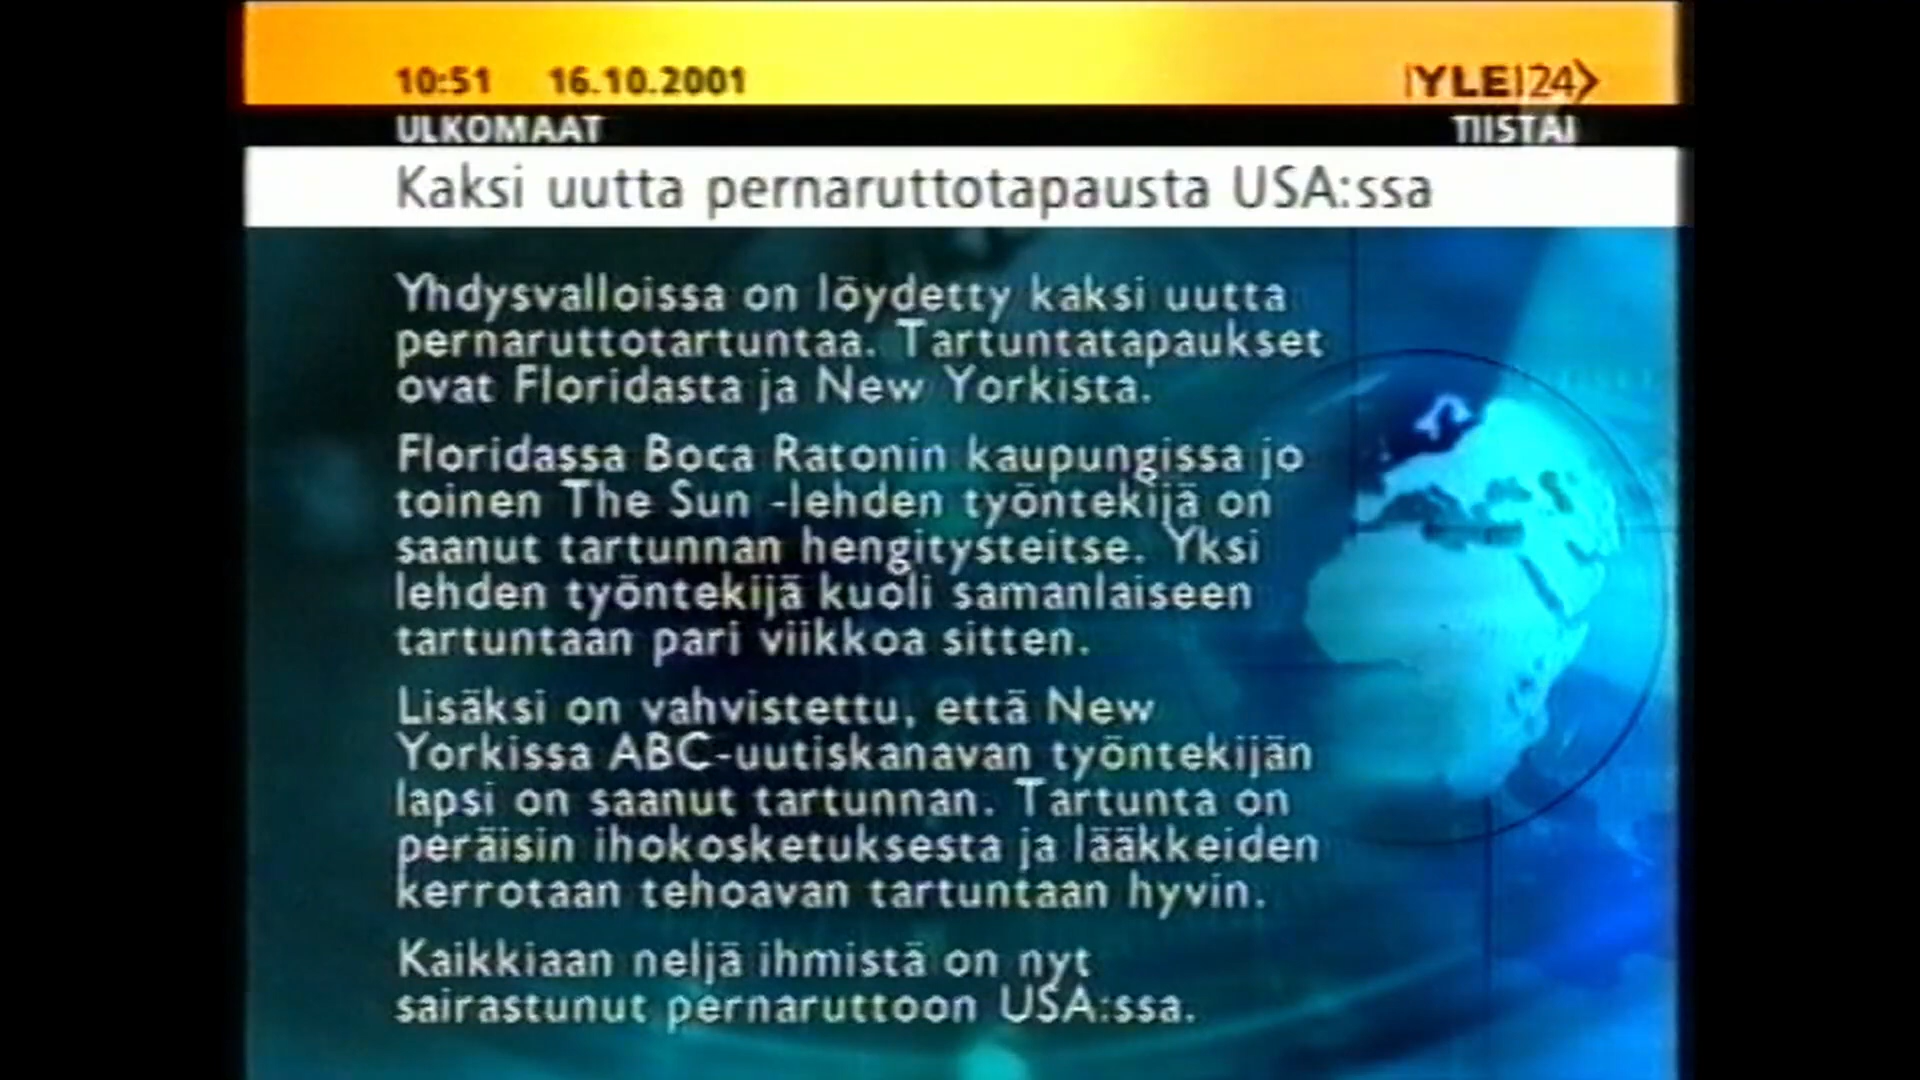 10:51 16.10.2001 YLE24
ULKOMAAT TIISTAI
Kaksi uutta pernaruttotapausta USA:ssa
Yhdysvalloissa on löydetty kaksi uutta
pernaruttotartuntaa. Tartuntatapaukset
ovat Floridasta ja New Yorkista.
Floridassa Boca Ratonin kaupungissa jo
toinen The Sun -lehden työntekijä on
saanut tartunnan hengitysteitse. Yksi
lehden työntekijä kuoli samanlaiseen
tartuntaan pari viikkoa sitten.
Lisäksi on vahvistettu, että New
Yorkissa ABC-uutiskanavan työntekijän
lapsi on saanut tartunnan. Tartunta on
peräisin ihokosketuksesta ja lääkkeiden
kerrotaan tehoavan tartuntaan hyvin.
Kaikkiaan neljä ihmistä on nyt
sairastunut pernaruttoon USA:ssa.